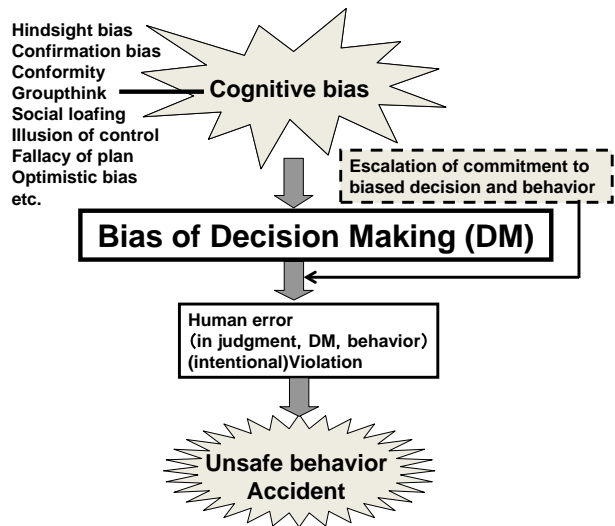 Hindsight bias
Confirmation bias
Conformity
Groupthink
Social loafing
Illusion of control
Fallacy of plan
Optimistic bias
etc.
Cognitive bias
Escalation of commitment to
biased decision and behavior
Bias of Decision Making (DM)
Human error
(in judgment, DM, behavior)
(intentional)Violation
Unsafe behavior
Accident